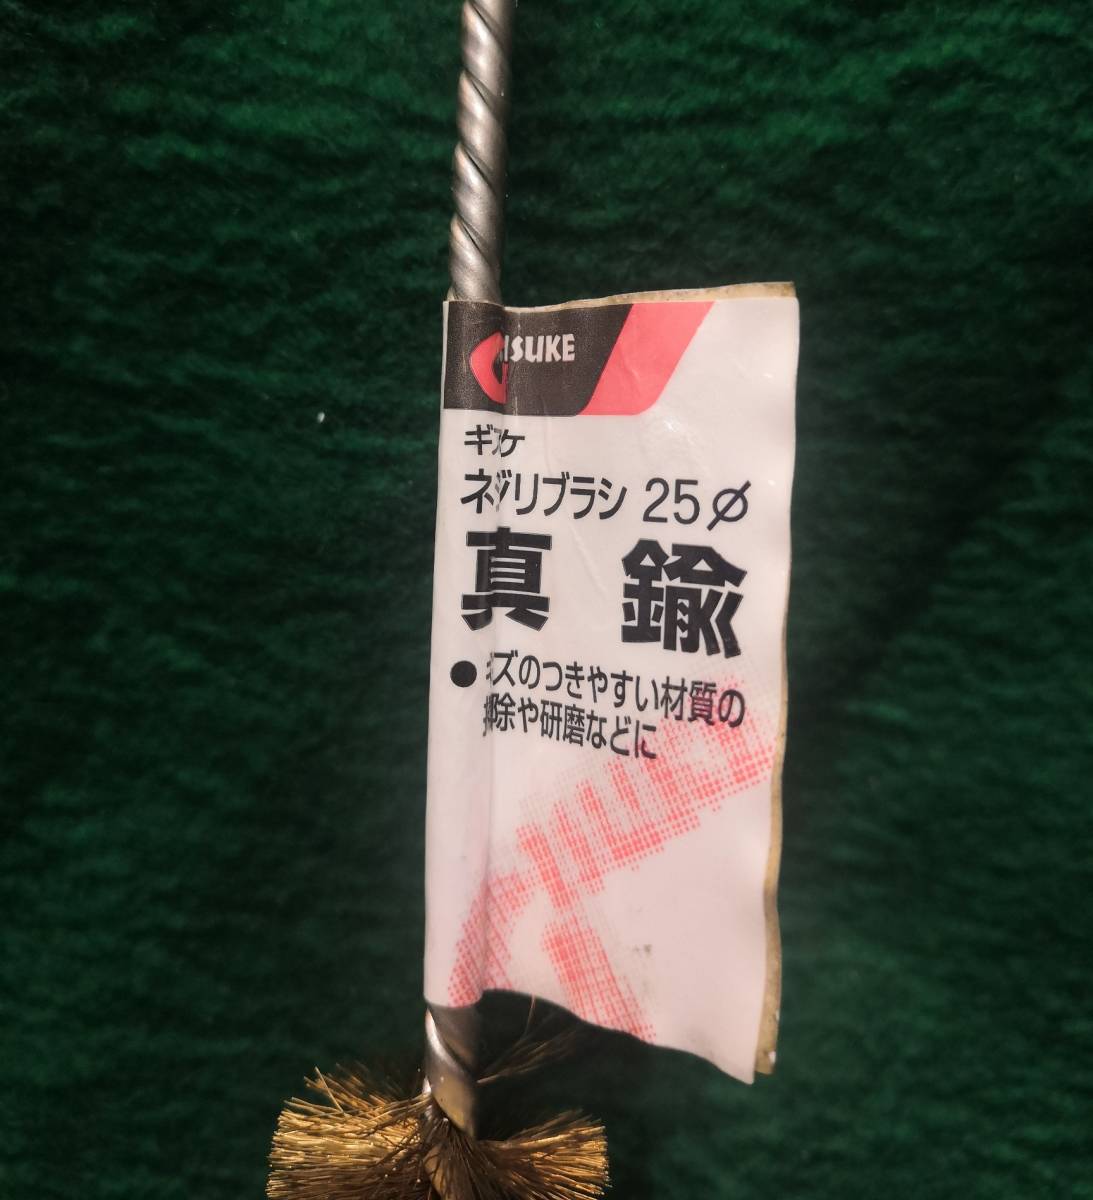 GISUKE
ギスケ
ネジリブラシ 25φ
真 鍮
● キズのつきやすい材質の
掃除や研磨などに